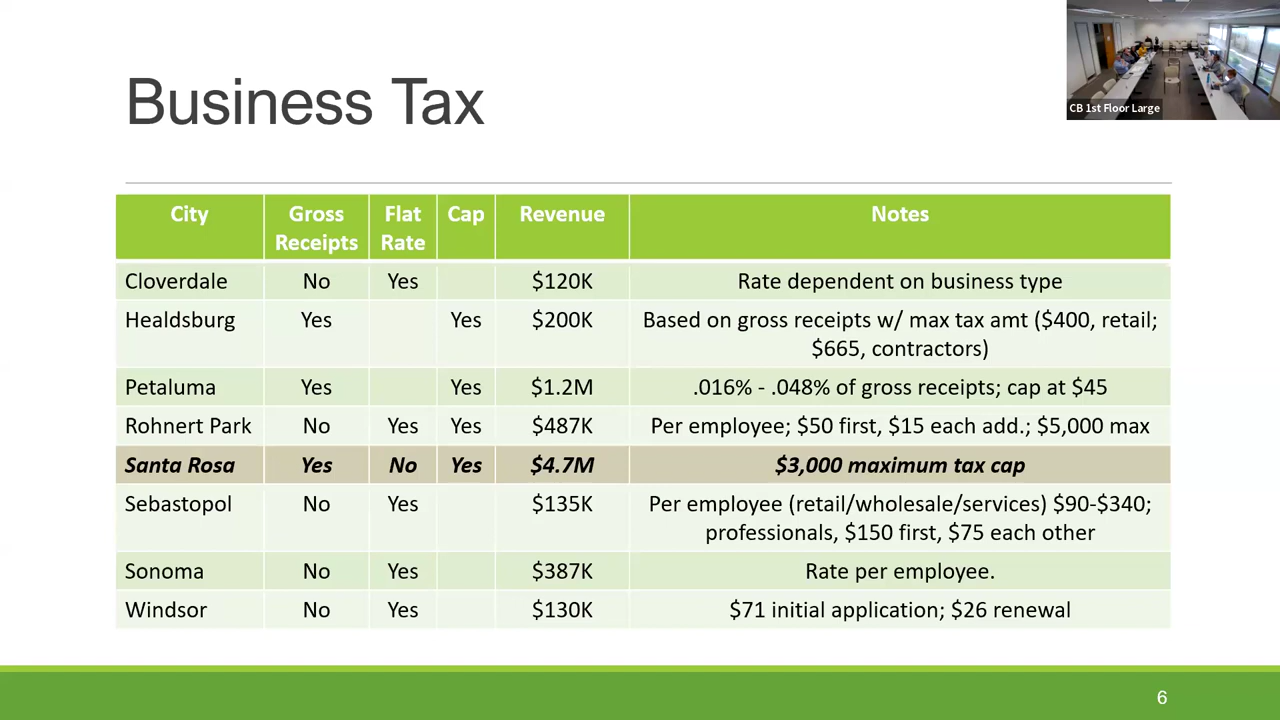 CB 1st Floor Large
Business Tax
City Gross Receipts Flat Rate Cap Revenue Notes
Cloverdale No Yes $120K Rate dependent on business type
Healdsburg Yes Yes $200K Based on gross receipts w/ max tax amt ($400, retail;
$665, contractors)
Petaluma Yes Yes $1.2M .016% - .048% of gross receipts; cap at $45
Rohnert Park No Yes Yes $487K Per employee; $50 first, $15 each add.; $5,000 max
Santa Rosa Yes No Yes $4.7M $3,000 maximum tax cap
Sebastopol No Yes $135K Per employee (retail/wholesale/services) $90-$340;
professionals, $150 first, $75 each other
Sonoma No Yes $387K Rate per employee.
Windsor No Yes $130K $71 initial application; $26 renewal
6